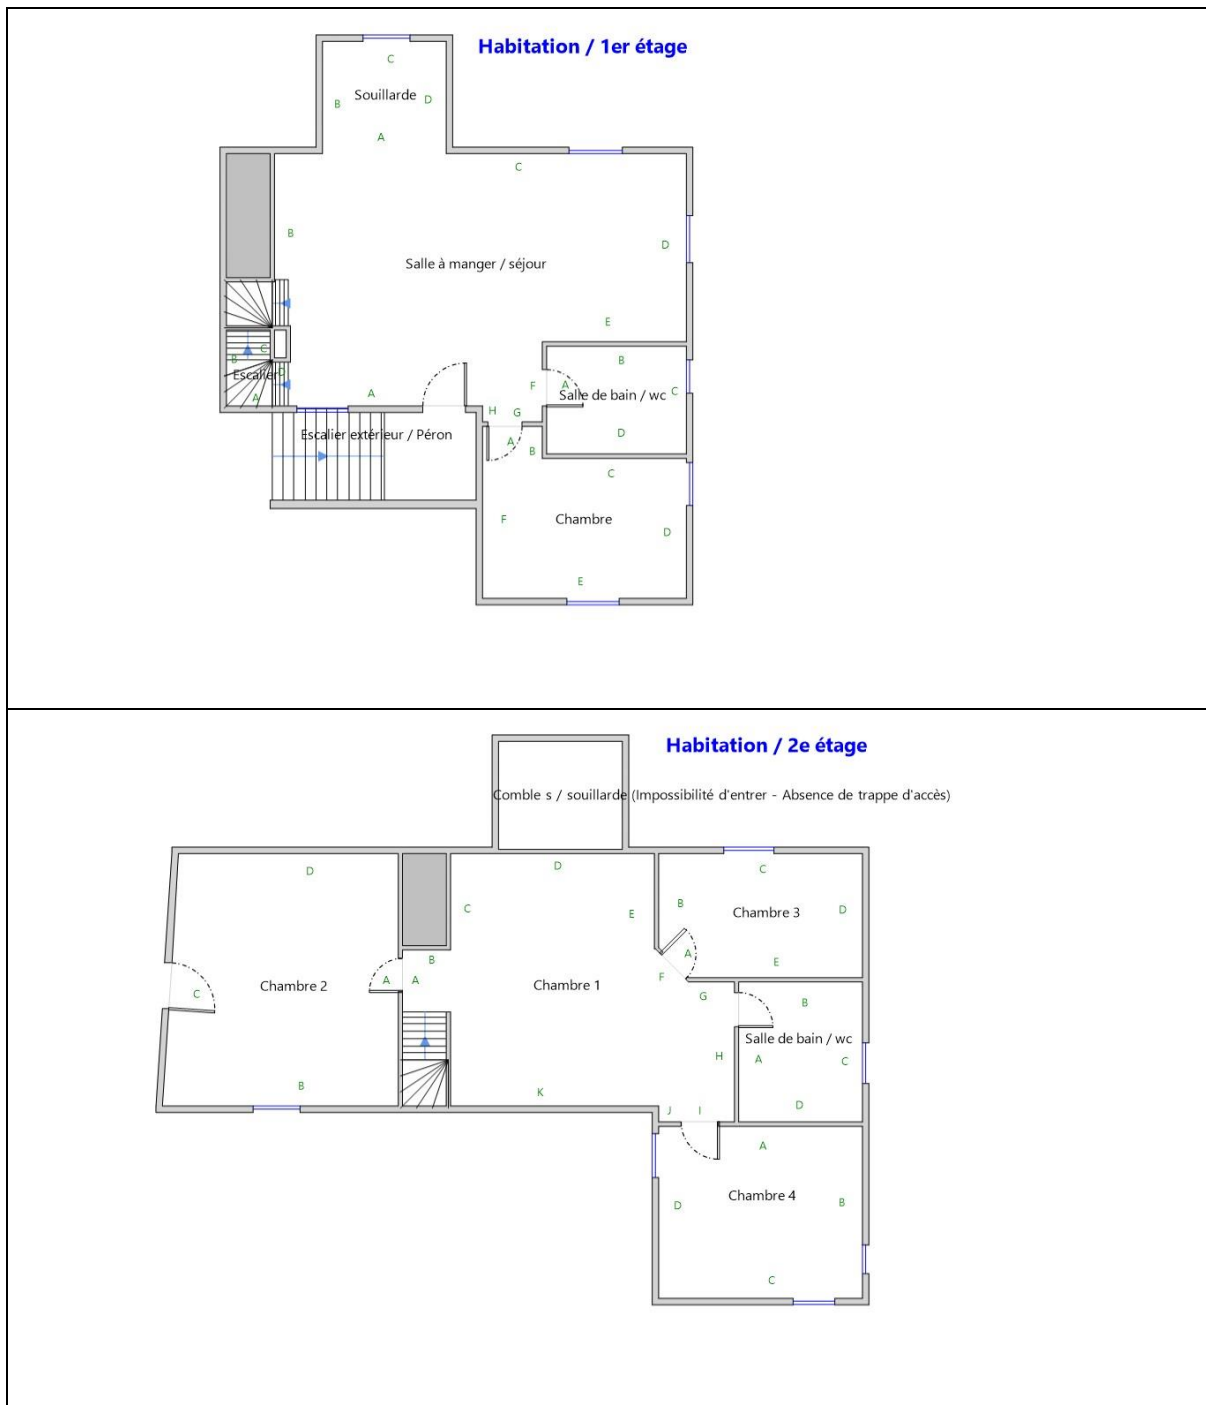 Habitation / 1er étage
C
Souillarde
B
D
A
C
B
D
Salle à manger / séjour
E
B
C
B
C
D
Escalier
A
A
F
A
Salle de bain / wc
C
H
G
D
Escalier extérieur / Péron
A
B
C
F
Chambre
D
E
Habitation / 2e étage
Comble s / souillarde (Impossibilité d'entrer - Absence de trappe d'accès)
D
D
C
C
B
Chambre 3
D
E
B
A
E
F
Chambre 2
A
A
Chambre 1
C
G
B
Salle de bain / wc
H
A
C
B
K
J
I
D
A
Chambre 4
D
B
C